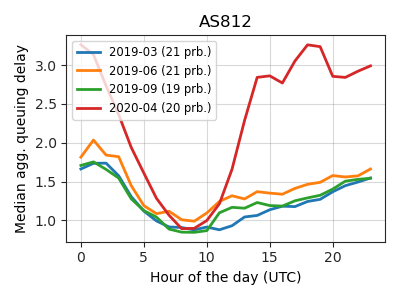 AS812
Median agg. queuing delay
3.0
2.5
2.0
1.5
1.0
2019-03 (21 prb.)
2019-06 (21 prb.)
2019-09 (19 prb.)
2020-04 (20 prb.)
0 5 10 15 20
Hour of the day (UTC)